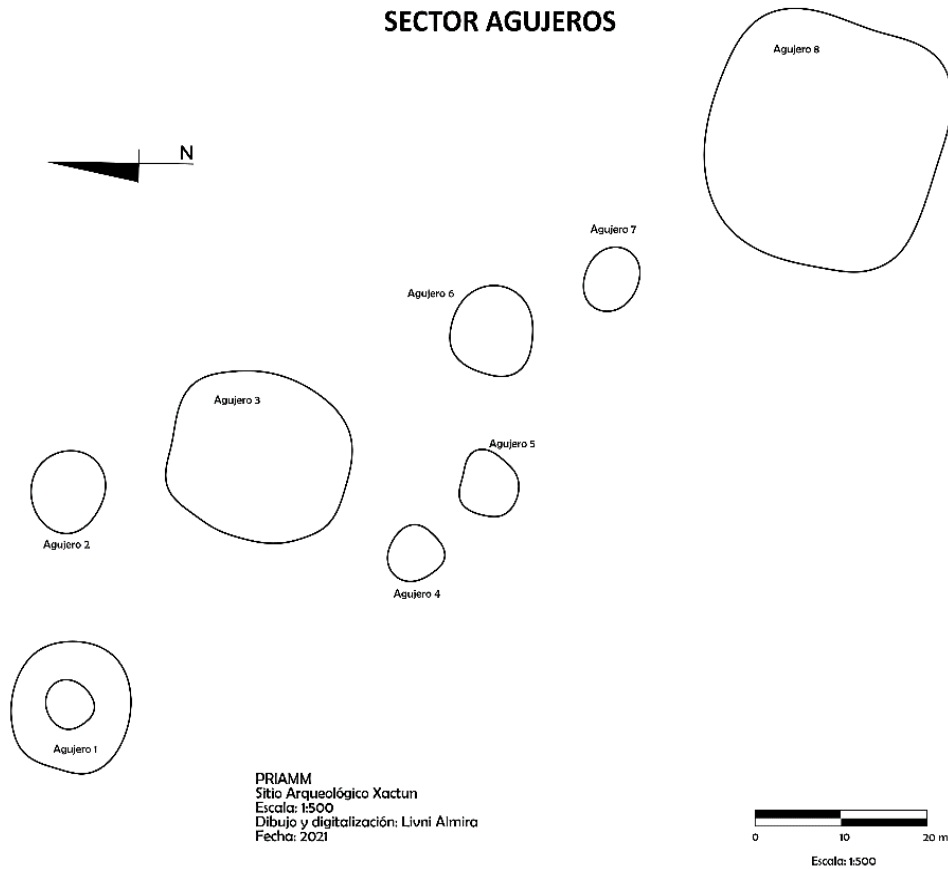 SECTOR AGUJEROS
Agujero 8
N
Agujero 7
Agujero 6
Agujero 3
Agujero 5
Agujero 2
Agujero 4
Agujero 1
PRIAMM
Sitio Arqueológico Xactun
Escala: 1:500
Dibujo y digitalización: Livni Almira
Fecha: 2021
0 10 20 m
Escala: 1:500